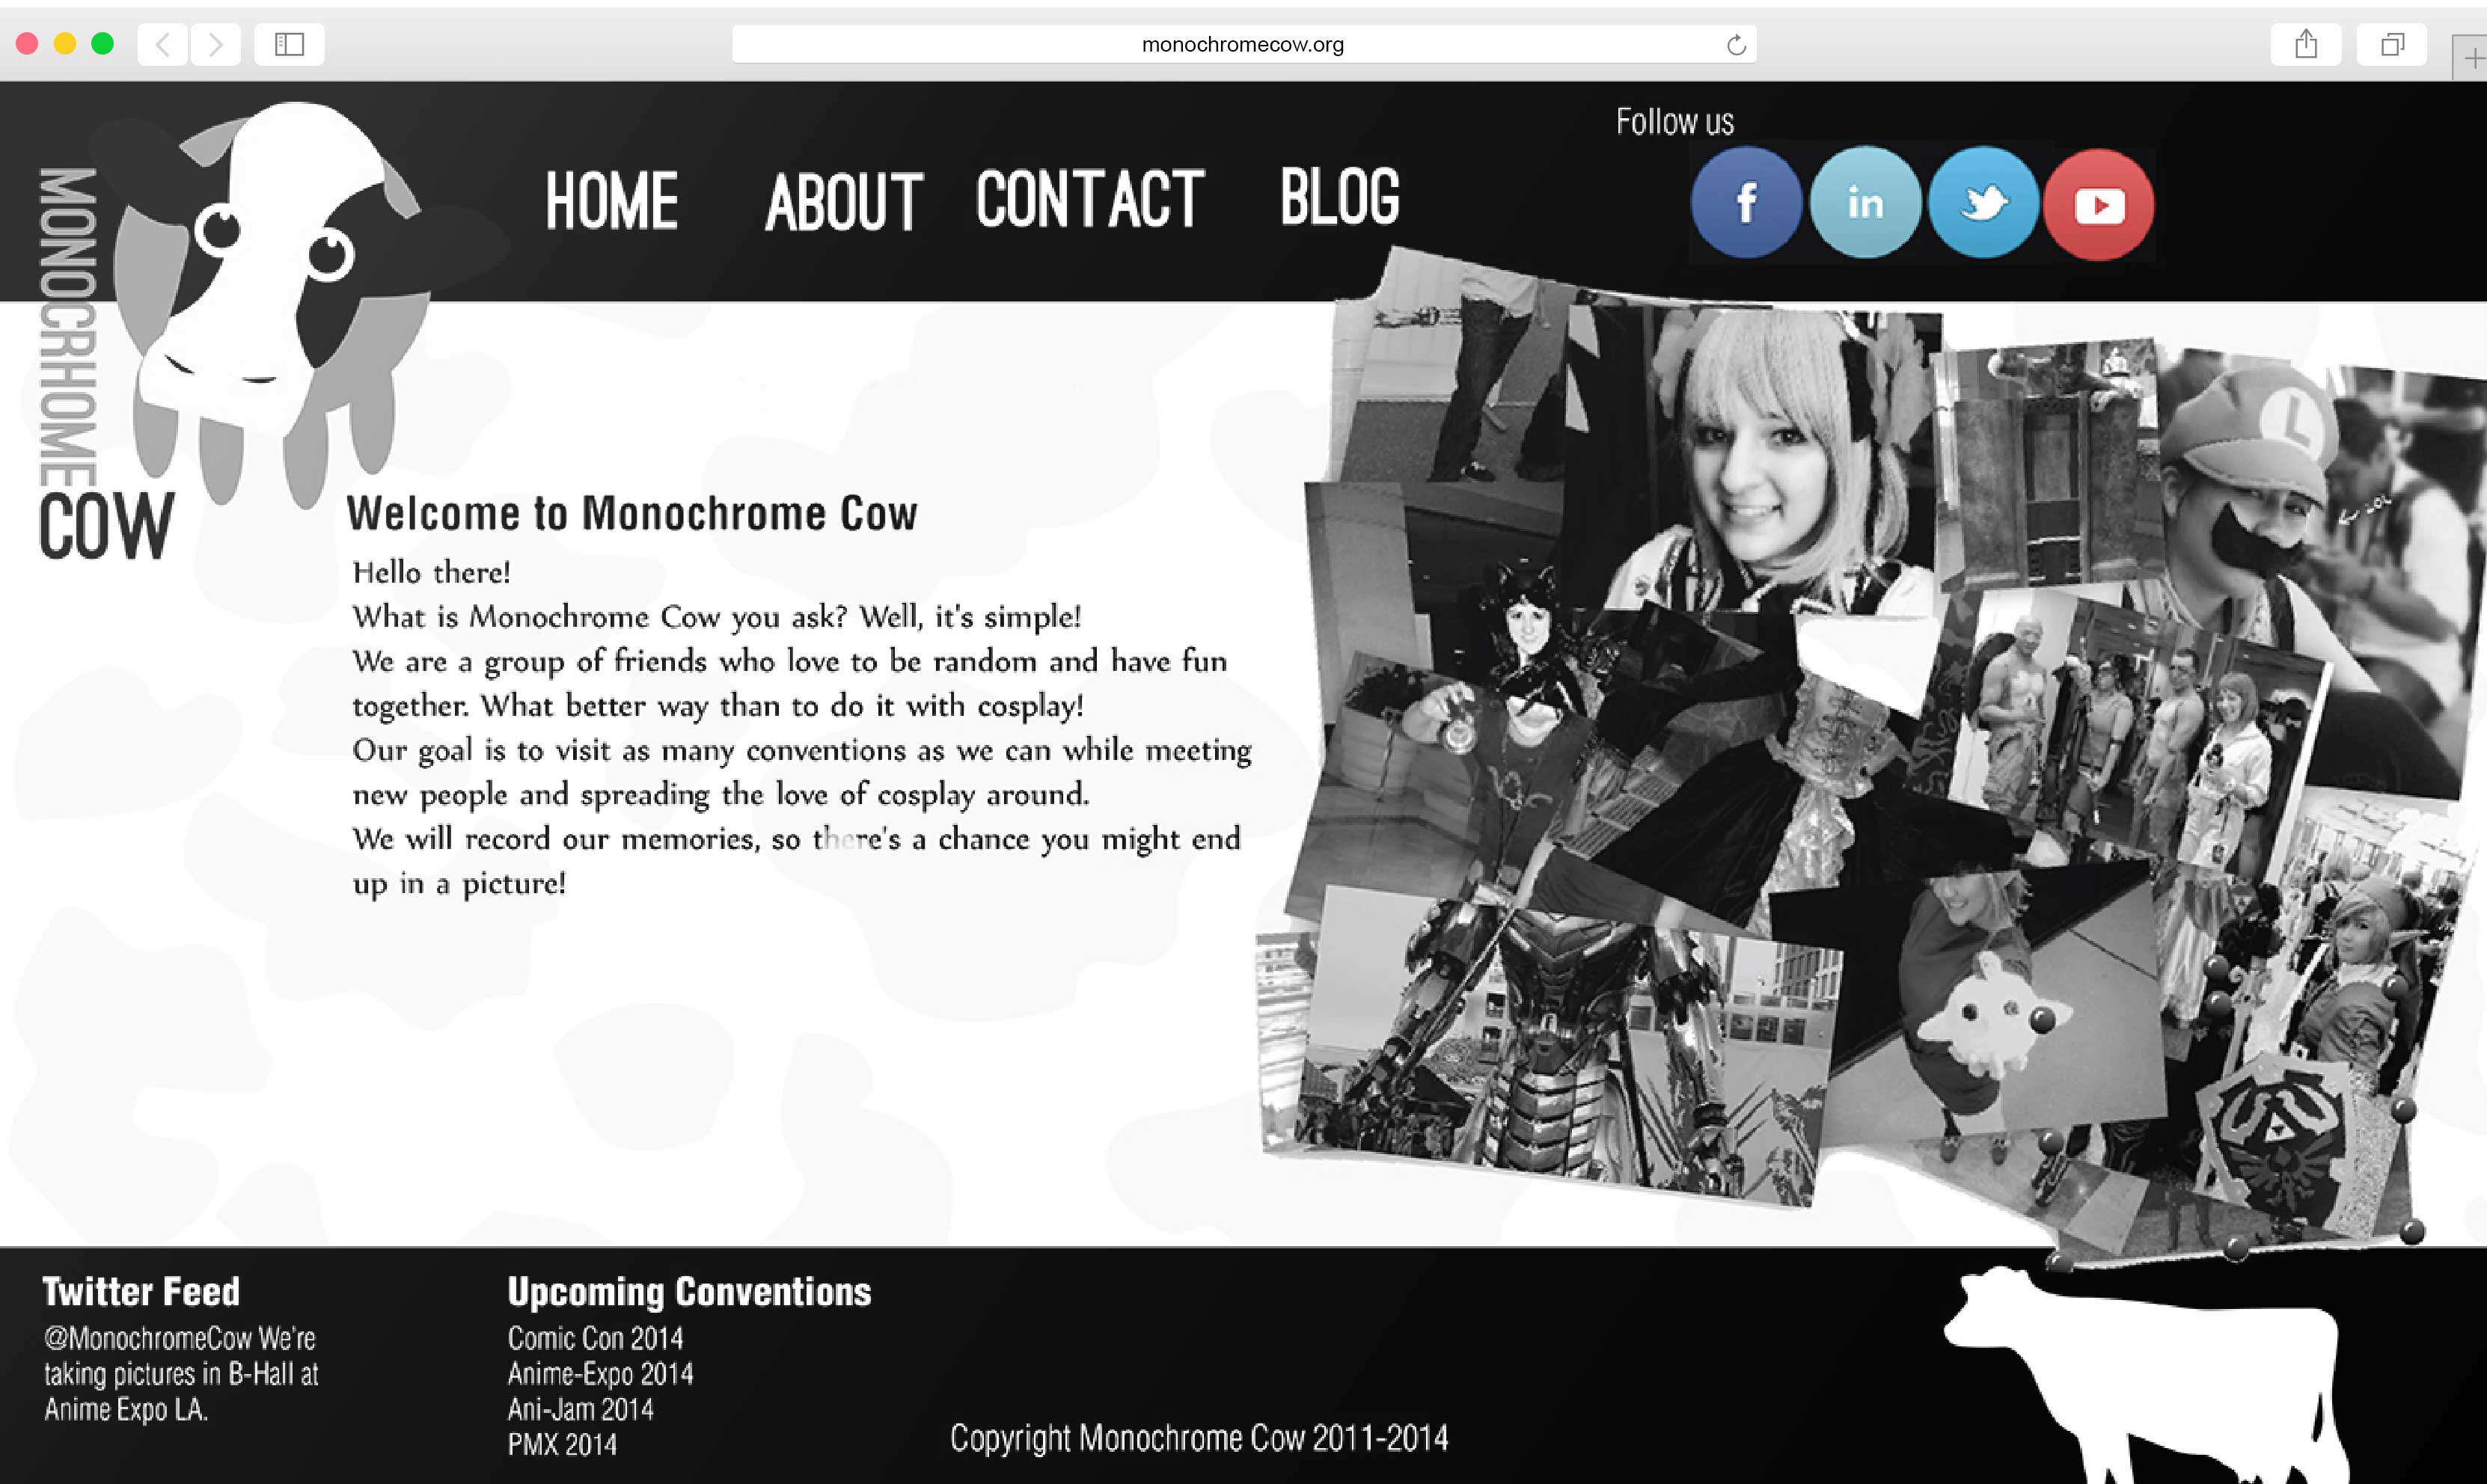 monochromecow.org
MONOCRHOME
COW
HOME ABOUT CONTACT BLOG
Follow us
f in
Welcome to Monochrome Cow
Hello there!
What is Monochrome Cow you ask? Well, it's simple!
We are a group of friends who love to be random and have fun
together. What better way than to do it with cosplay!
Our goal is to visit as many conventions as we can while meeting
new people and spreading the love of cosplay around.
We will record our memories, so there's a chance you might end
up in a picture!
L
LOL
Twitter Feed
@MonochromeCow We're
taking pictures in B-Hall at
Anime Expo LA.
Upcoming Conventions
Comic Con 2014
Anime-Expo 2014
Ani-Jam 2014
PMX 2014
Copyright Monochrome Cow 2011-2014